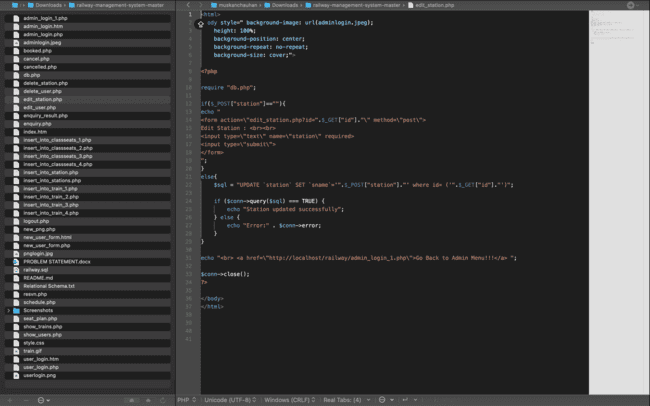 Downloads
railway-management-system-master
muskanchauhan
Downloads
railway-management-system-master
edit_station.php
admin_login_1.php
admin_login.htm
admin_login.php
adminlogin.jpeg
booked.php
cancel.php
cancelled.php
db.php
delete_station.php
delete_user.php
edit_station.php
edit_user.php
enquiry_result.php
enquiry.php
index.htm
insert_into_classseats_1.php
insert_into_classseats_2.php
insert_into_classseats_3.php
insert_into_classseats_4.php
insert_into_station.php
insert_into_stations.php
insert_into_train_1.php
insert_into_train_2.php
insert_into_train_3.php
insert_into_train_4.php
logout.php
new_png.php
new_user_form.html
new_user_form.php
pnglogin.jpg
PROBLEM STATEMENT.docx
railway.sql
README.md
Relational Schema.txt
resvn.php
schedule.php
Screenshots
seat_plan.php
show_trains.php
show_users.php
style.css
train.gif
user_login.htm
user_login.php
userlogin.png
<html>
ody style=" background-image: url(adminlogin.jpeg);
height: 100%;
background-position: center;
background-repeat: no-repeat;
background-size: cover;">
<?php
require "db.php";
if($_POST["station"]==""){
echo "
<form action=\"edit_station.php?id=".$_GET["id"]."\" method=\"post\">
Edit Station : <br><br>
<input type=\"text\" name=\"station\" required>
<input type=\"submit\">
</form>
";
}
else{
$sql = "UPDATE `station` SET `sname`='".$_POST["station"]."' where id= ('".$_GET["id"]."')";
if ($conn->query($sql) === TRUE) {
echo "Station updated successfully";
} else {
echo "Error:" . $conn->error;
}
}
echo "<br> <a href=\"http://localhost/railway/admin_login_1.php\">Go Back to Admin Menu!!!</a> ";
$conn->close();
?>
</body>
</html>
PHP
Unicode (UTF-8)
Windows (CRLF)
Real Tabs: (4)